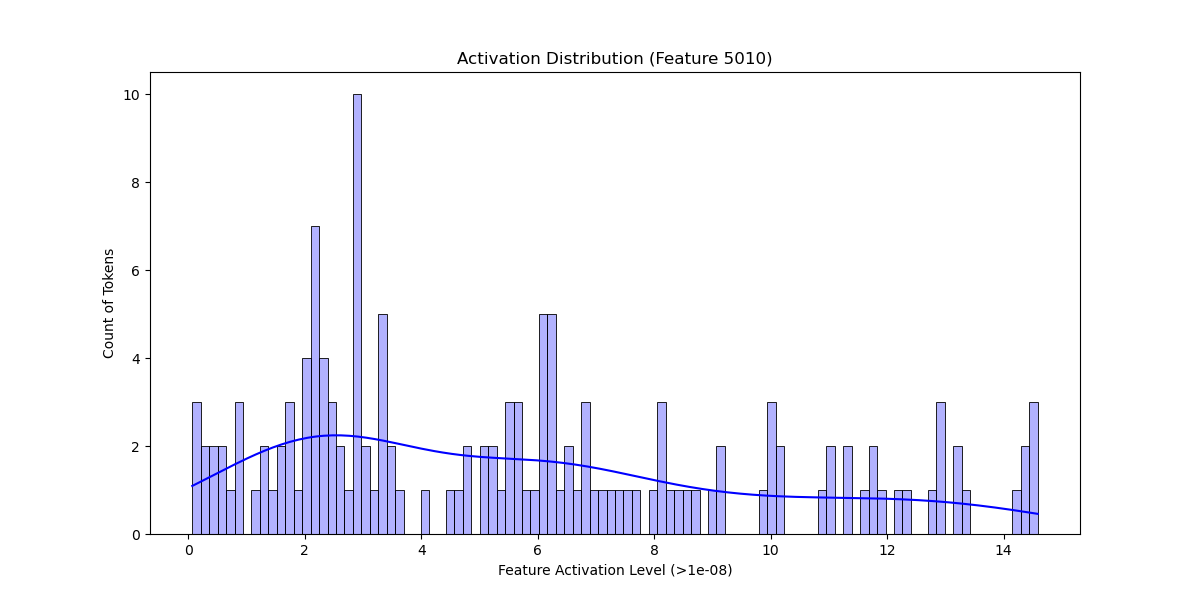 Activation Distribution (Feature 5010)
10
8
6
4
2
0
Count of Tokens
0 2 4 6 8 10 12 14
Feature Activation Level (>1e-08)